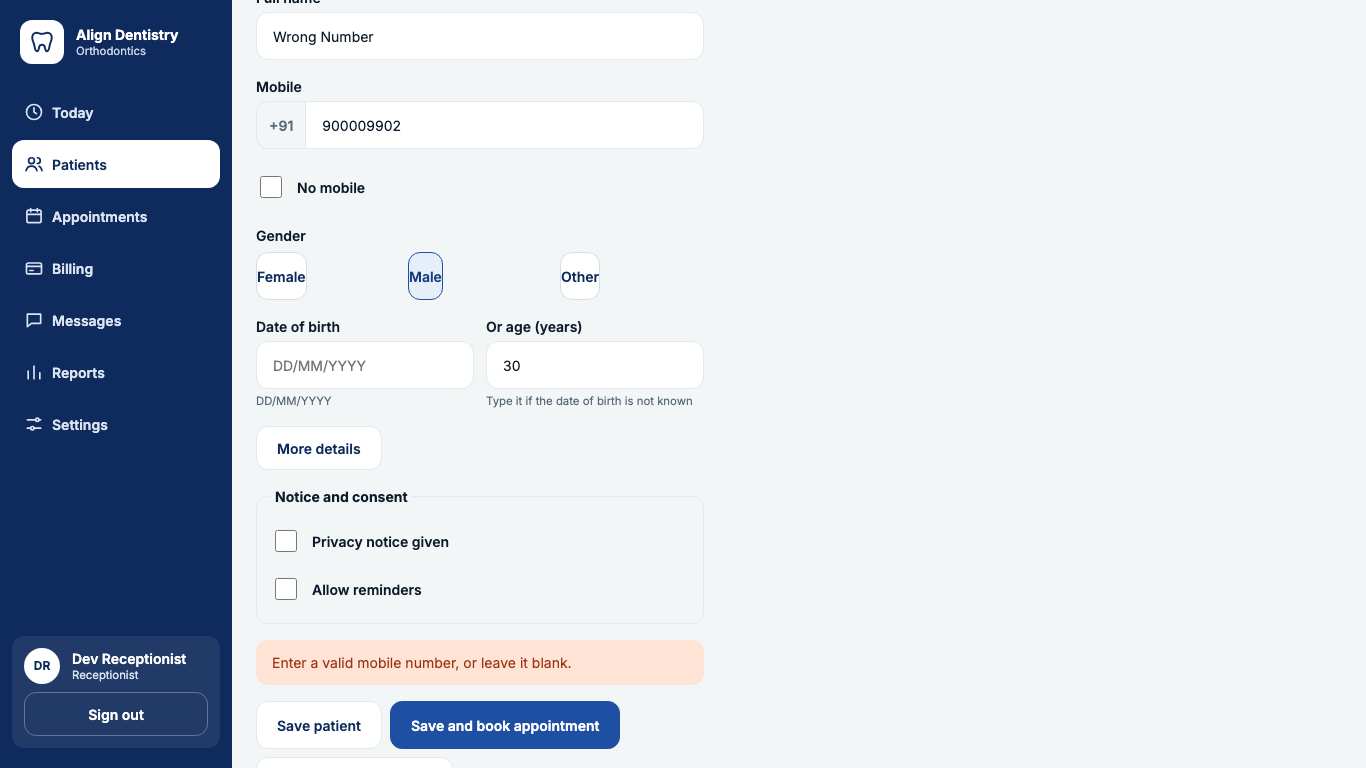 Align Dentistry
Orthodontics
Today
Patients
Appointments
Billing
Messages
Reports
Settings
DR
Dev Receptionist
Receptionist
Sign out
Full name
Wrong Number
Mobile
+91 900009902
No mobile
Gender
Female Male Other
Date of birth Or age (years)
DD/MM/YYYY 30
DD/MM/YYYY Type it if the date of birth is not known
More details
Notice and consent
Privacy notice given
Allow reminders
Enter a valid mobile number, or leave it blank.
Save patient Save and book appointment